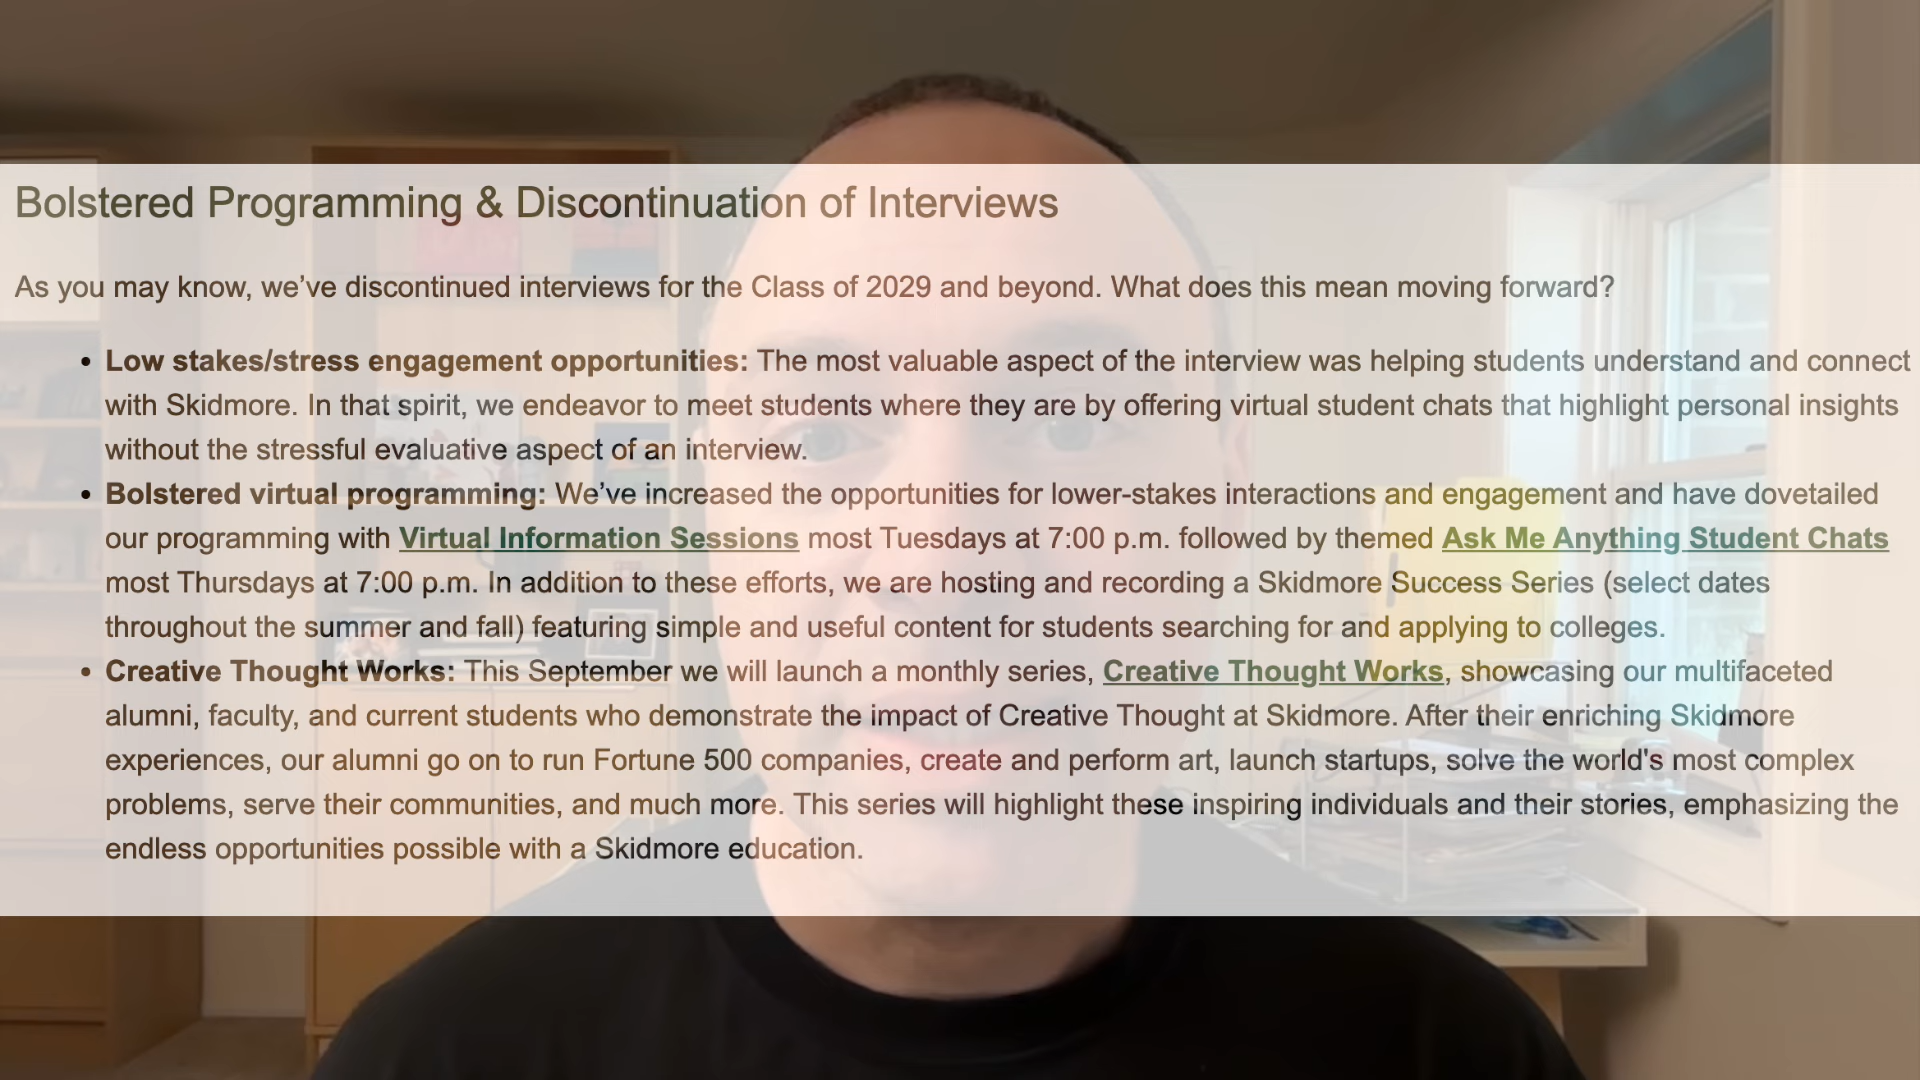 Bolstered Programming & Discontinuation of Interviews
As you may know, we’ve discontinued interviews for the Class of 2029 and beyond. What does this mean moving forward?
• Low stakes/stress engagement opportunities: The most valuable aspect of the interview was helping students understand and connect
with Skidmore. In that spirit, we endeavor to meet students where they are by offering virtual student chats that highlight personal insights
without the stressful evaluative aspect of an interview.
• Bolstered virtual programming: We’ve increased the opportunities for lower-stakes interactions and engagement and have dovetailed
our programming with Virtual Information Sessions most Tuesdays at 7:00 p.m. followed by themed Ask Me Anything Student Chats
most Thursdays at 7:00 p.m. In addition to these efforts, we are hosting and recording a Skidmore Success Series (select dates
throughout the summer and fall) featuring simple and useful content for students searching for and applying to colleges.
• Creative Thought Works: This September we will launch a monthly series, Creative Thought Works, showcasing our multifaceted
alumni, faculty, and current students who demonstrate the impact of Creative Thought at Skidmore. After their enriching Skidmore
experiences, our alumni go on to run Fortune 500 companies, create and perform art, launch startups, solve the world's most complex
problems, serve their communities, and much more. This series will highlight these inspiring individuals and their stories, emphasizing the
endless opportunities possible with a Skidmore education.